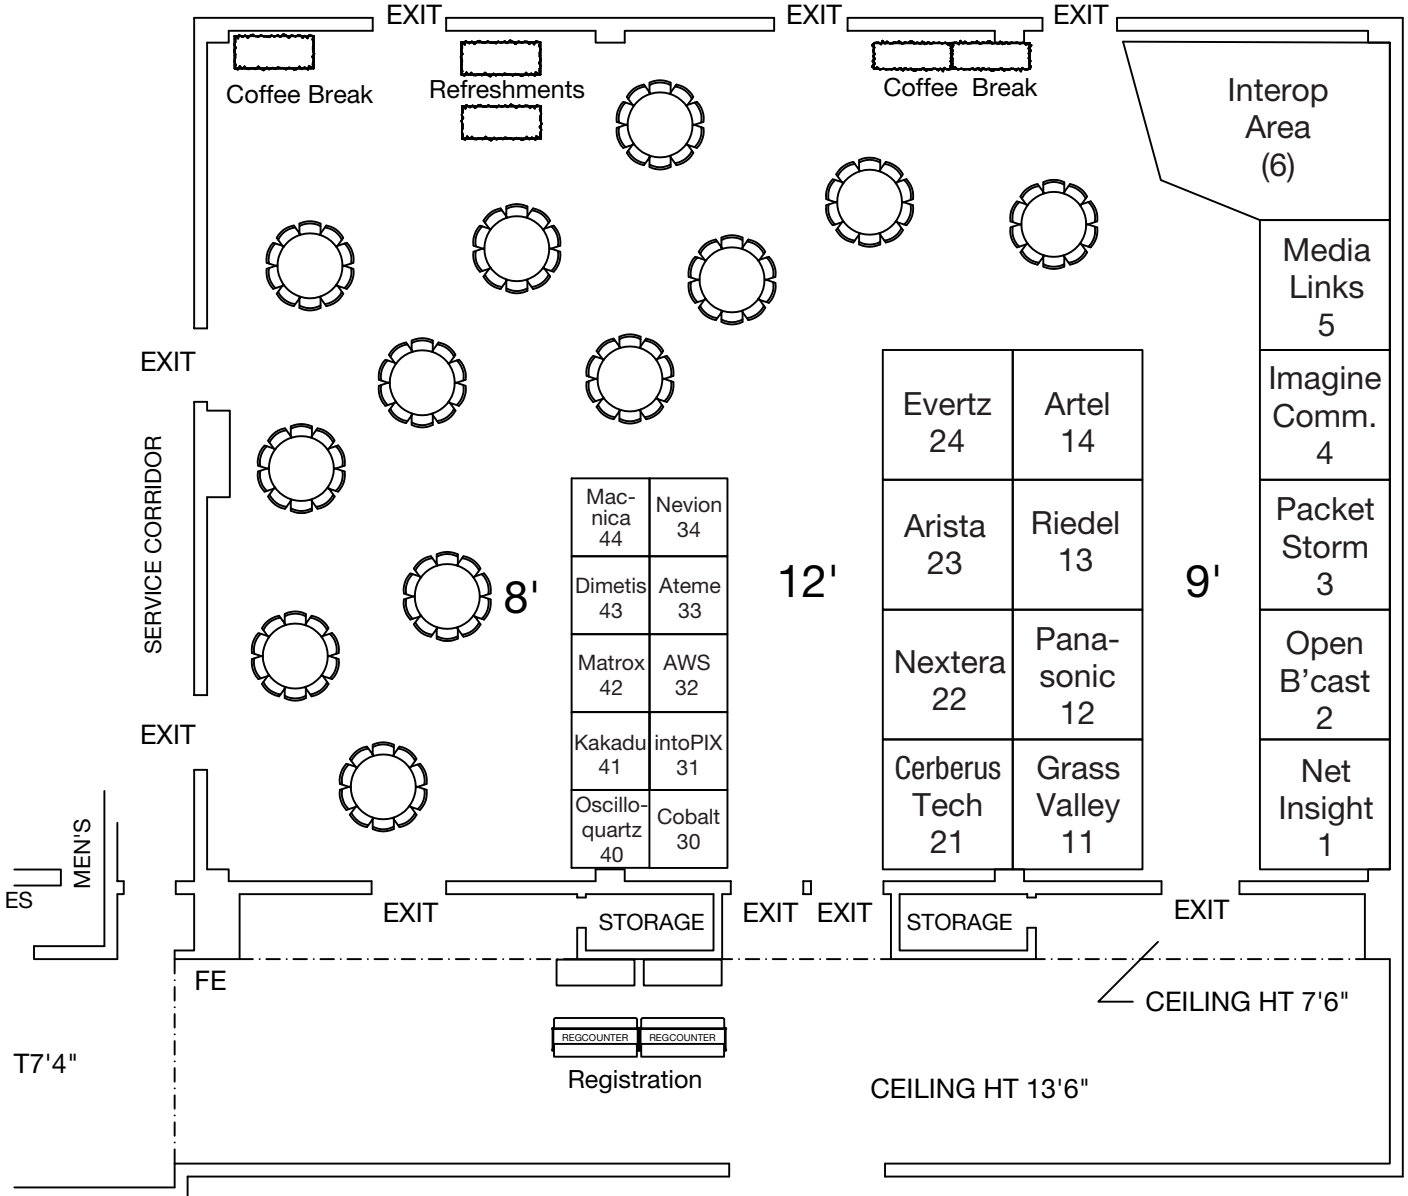 EXIT
EXIT
EXIT
Coffee Break
Refreshments
Coffee Break
Interop
Area
(6)
Media
Links
5
EXIT
Imagine
Comm.
4
Evertz
24
Artel
14
SERVICE CORRIDOR
Mac-
nica
44
Nevion
34
Arista
23
Riedel
13
Packet
Storm
3
8'
12'
9'
Dimetis
43
Ateme
33
Matrox
42
AWS
32
Nextera
22
Pana-
sonic
12
Open
B’cast
2
EXIT
Kakadu
41
intoPIX
31
Cerberus
Tech
21
Grass
Valley
11
Net
Insight
1
Oscillo-
quartz
40
Cobalt
30
MEN'S
ES
EXIT
STORAGE
EXIT
EXIT
STORAGE
EXIT
FE
CEILING HT 7'6"
REGCOUNTER
REGCOUNTER
Registration
T7'4"
CEILING HT 13'6"